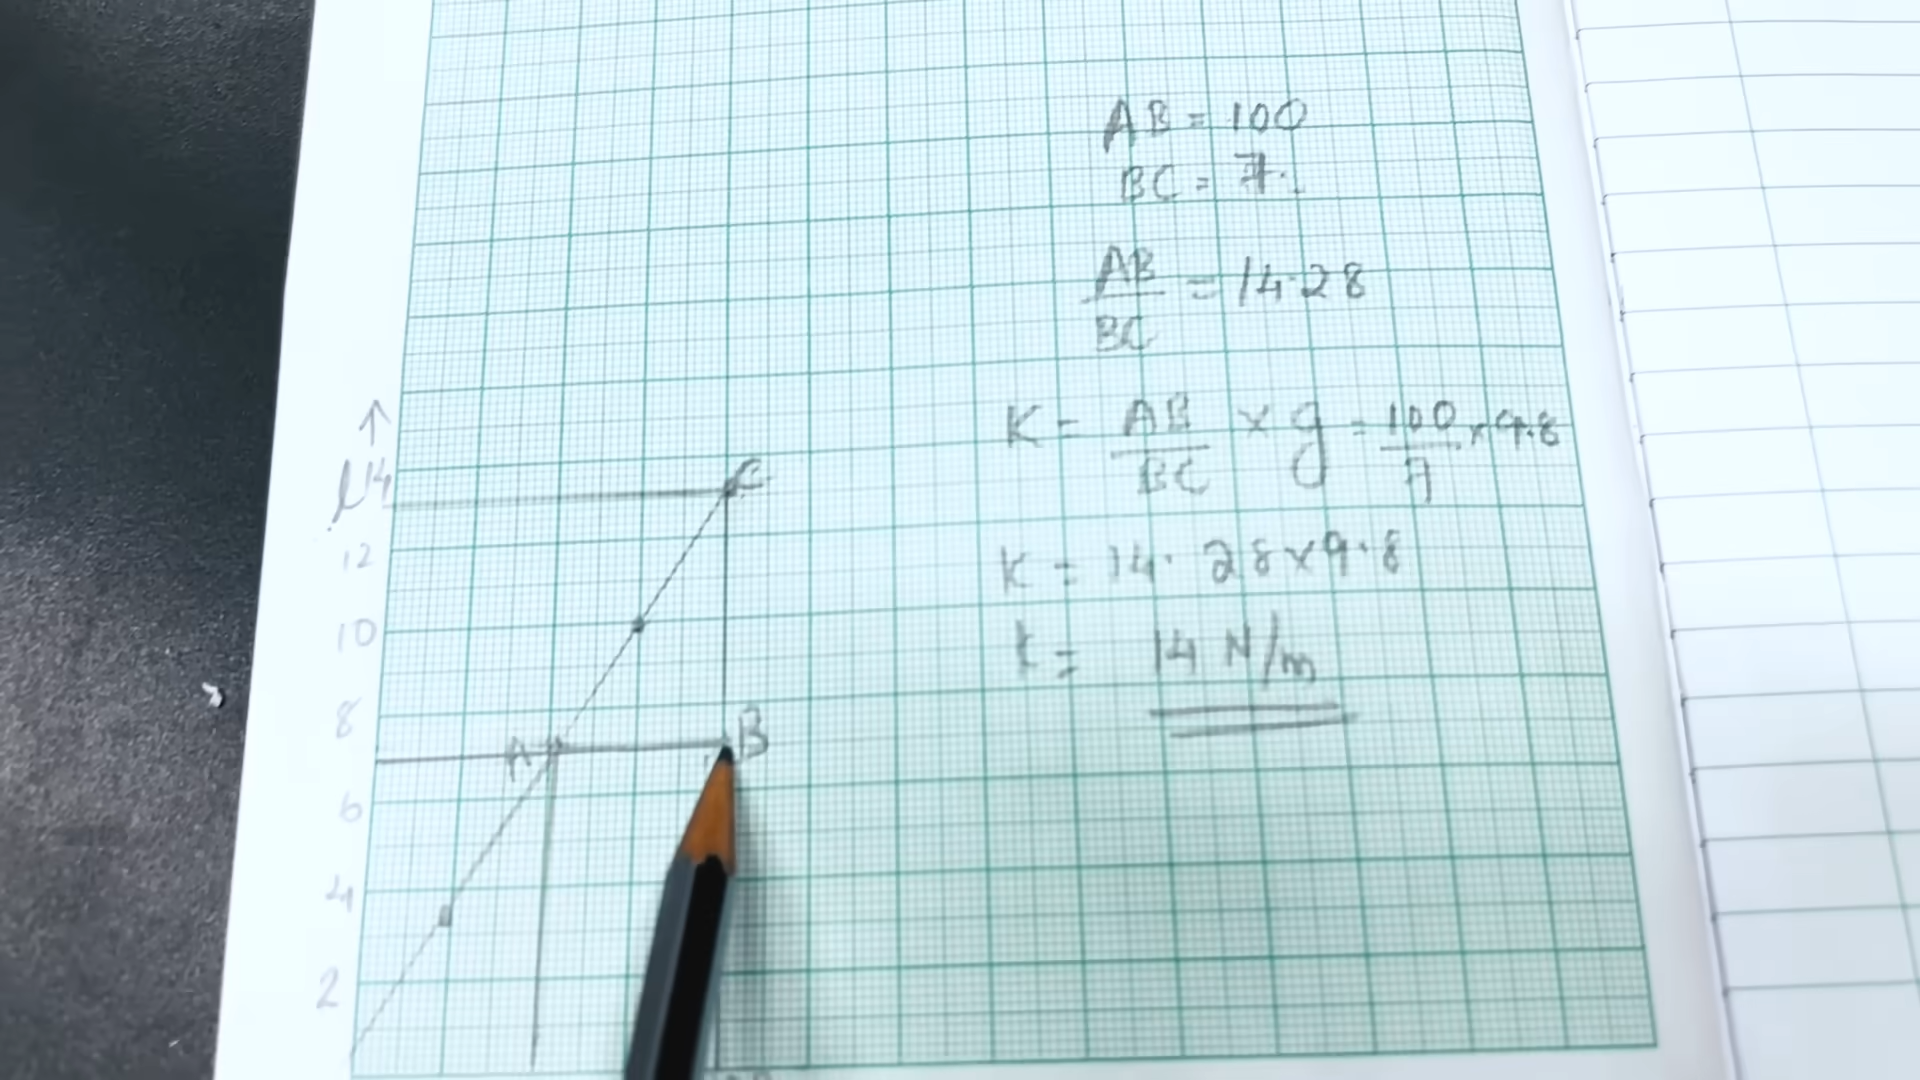 AB = 100
BC = 7.
AB/BC = 14.28
K = AB/BC × g = 100/7 × 9.8
K = 14.28 × 9.8
k = 14 N/m
↑
l
14
C
12
10
8
A B
6
4
2